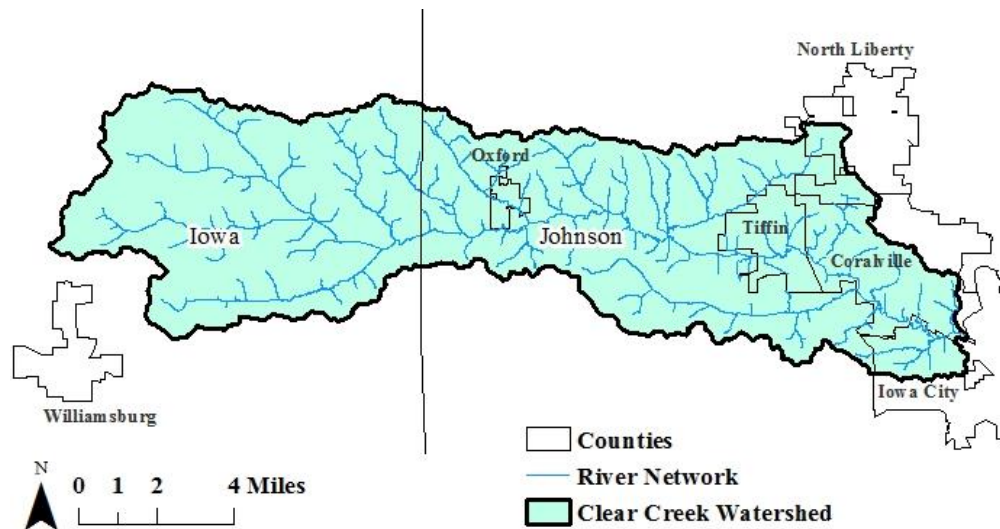 North Liberty
Oxford
Iowa
Johnson
Tiffin
Coralville
Williamsburg
Iowa City
N
0 1 2 4 Miles
Counties
River Network
Clear Creek Watershed